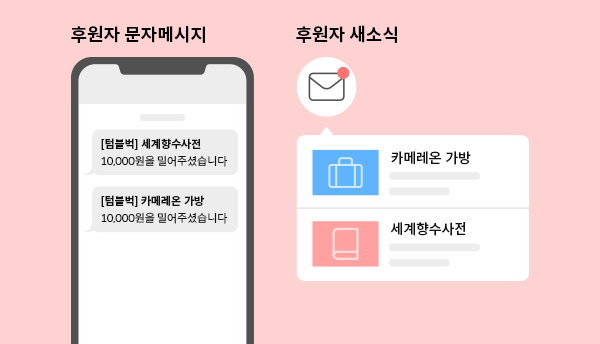 후원자 문자메시지
[텀블벅] 세계향수사전
10,000원을 밀어주셨습니다
[텀블벅] 카메레온 가방
10,000원을 밀어주셨습니다
후원자 새소식
카메레온 가방
세계향수사전